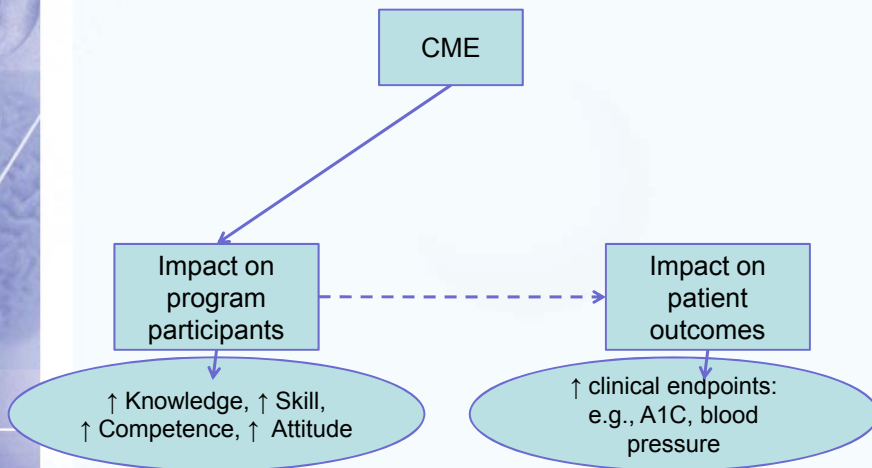 CME
Impact on
program
participants
Impact on
patient
outcomes
↑ Knowledge, ↑ Skill,
↑ Competence, ↑ Attitude
↑ clinical endpoints:
e.g., A1C, blood
pressure